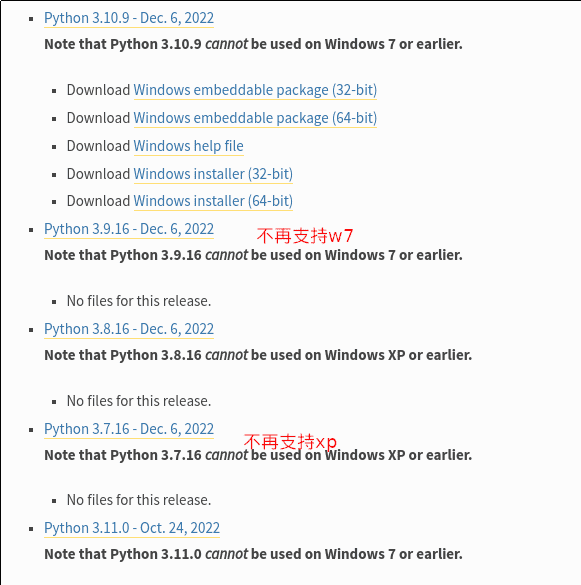 Python 3.10.9 - Dec. 6, 2022
Note that Python 3.10.9 cannot be used on Windows 7 or earlier.
Download Windows embeddable package (32-bit)
Download Windows embeddable package (64-bit)
Download Windows help file
Download Windows installer (32-bit)
Download Windows installer (64-bit)
Python 3.9.16 - Dec. 6, 2022
不再支持w7
Note that Python 3.9.16 cannot be used on Windows 7 or earlier.
No files for this release.
Python 3.8.16 - Dec. 6, 2022
Note that Python 3.8.16 cannot be used on Windows XP or earlier.
No files for this release.
Python 3.7.16 - Dec. 6, 2022
不再支持xp
Note that Python 3.7.16 cannot be used on Windows XP or earlier.
No files for this release.
Python 3.11.0 - Oct. 24, 2022
Note that Python 3.11.0 cannot be used on Windows 7 or earlier.